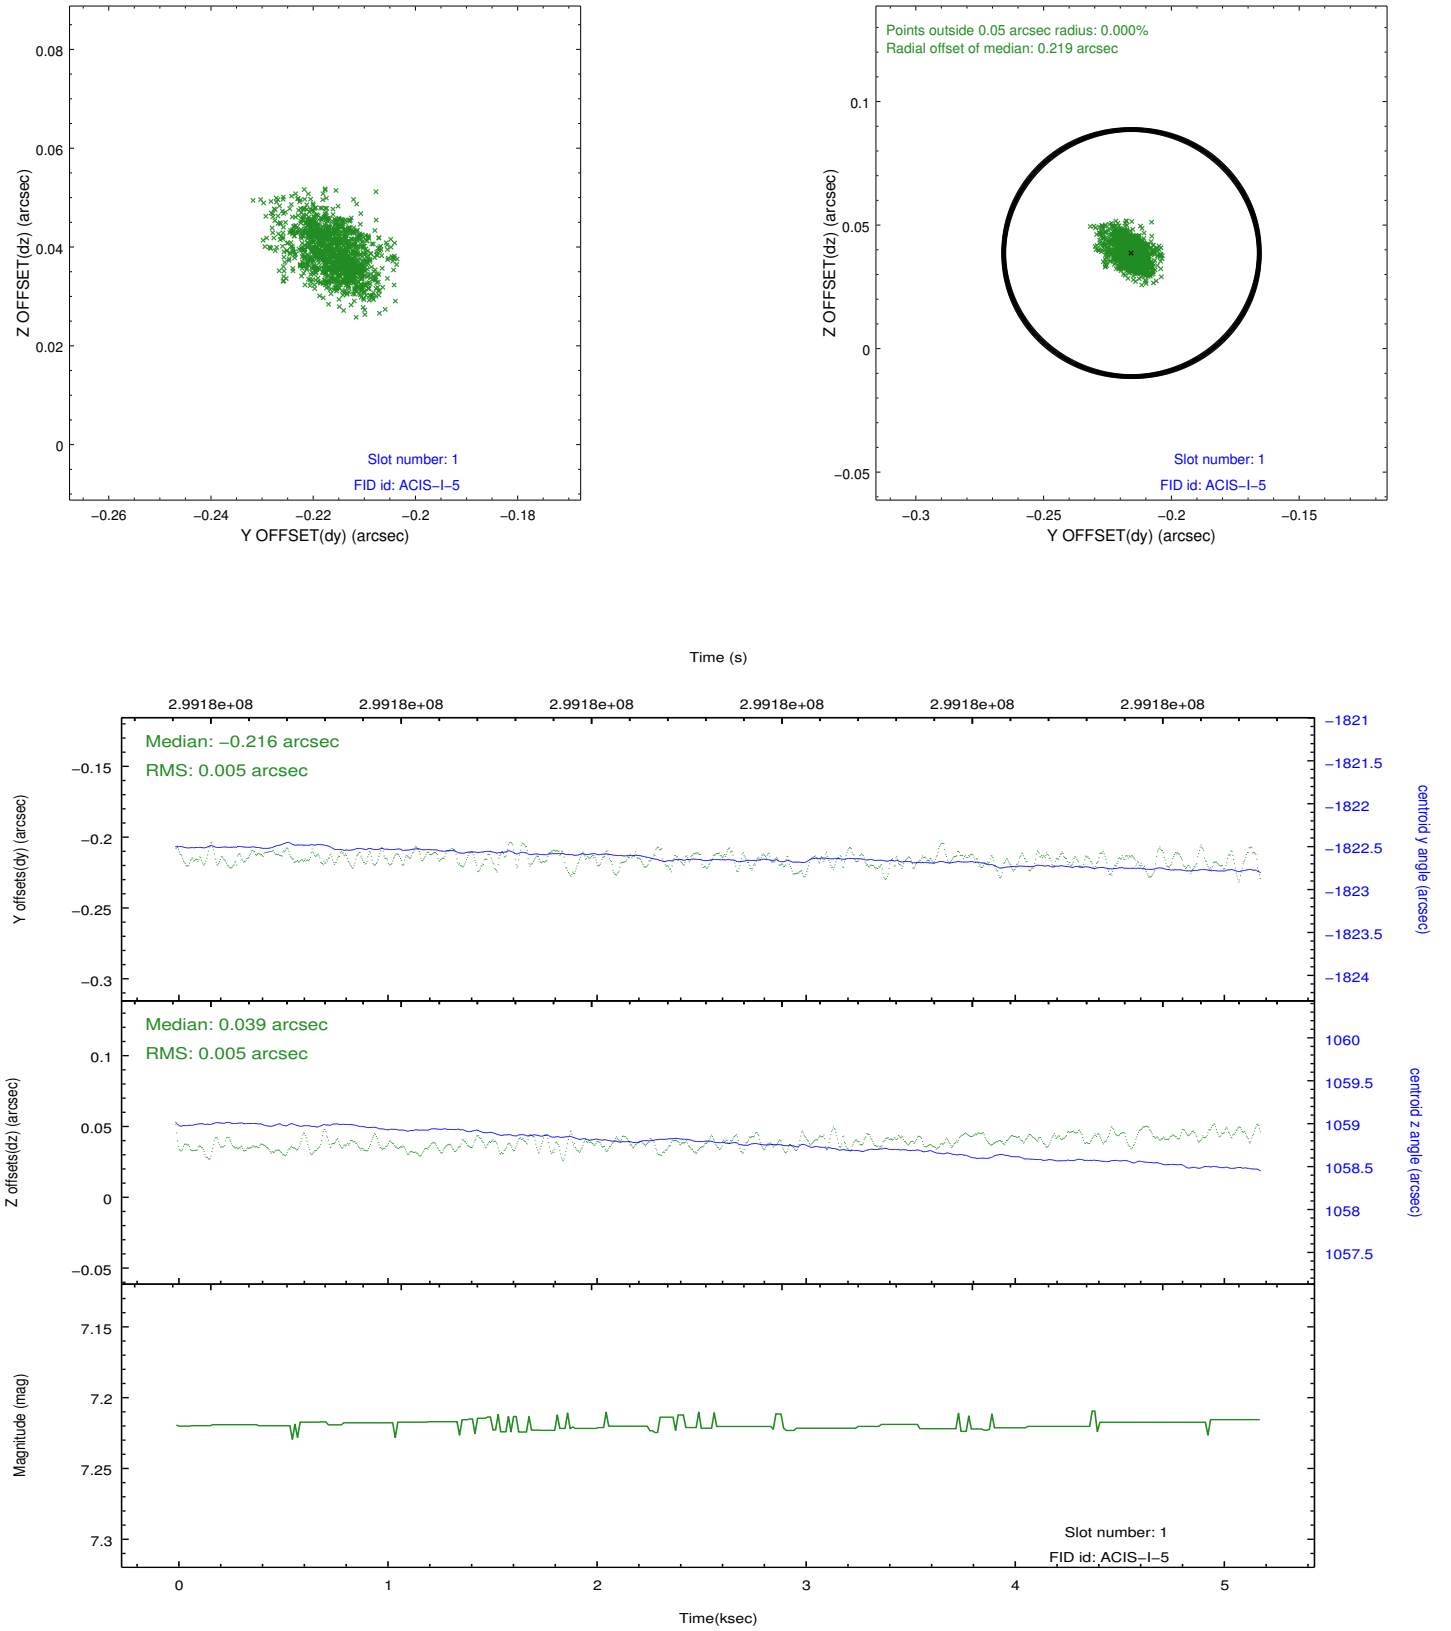 0.08
0.06
0.04
0.02
0
Z OFFSET(dz) (arcsec)
Slot number: 1
FID id: ACIS−I−5
−0.26 −0.24 −0.22 −0.2 −0.18
Y OFFSET(dy) (arcsec)
Points outside 0.05 arcsec radius: 0.000%
Radial offset of median: 0.219 arcsec
0.1
0.05
0
−0.05
Z OFFSET(dz) (arcsec)
Slot number: 1
FID id: ACIS−I−5
−0.3 −0.25 −0.2 −0.15
Y OFFSET(dy) (arcsec)
Time (s)
2.9918e+08 2.9918e+08 2.9918e+08 2.9918e+08 2.9918e+08 2.9918e+08
Median: −0.216 arcsec
RMS: 0.005 arcsec
−0.15
−0.2
−0.25
−0.3
Y offsets(dy) (arcsec)
−1821
−1821.5
−1822
−1822.5
−1823
−1823.5
−1824
centroid y angle (arcsec)
Median: 0.039 arcsec
RMS: 0.005 arcsec
0.1
0.05
0
−0.05
Z offsets(dz) (arcsec)
1060
1059.5
1059
1058.5
1058
1057.5
centroid z angle (arcsec)
7.15
7.2
7.25
7.3
Magnitude (mag)
Slot number: 1
FID id: ACIS−I−5
0 1 2 3 4 5
Time(ksec)